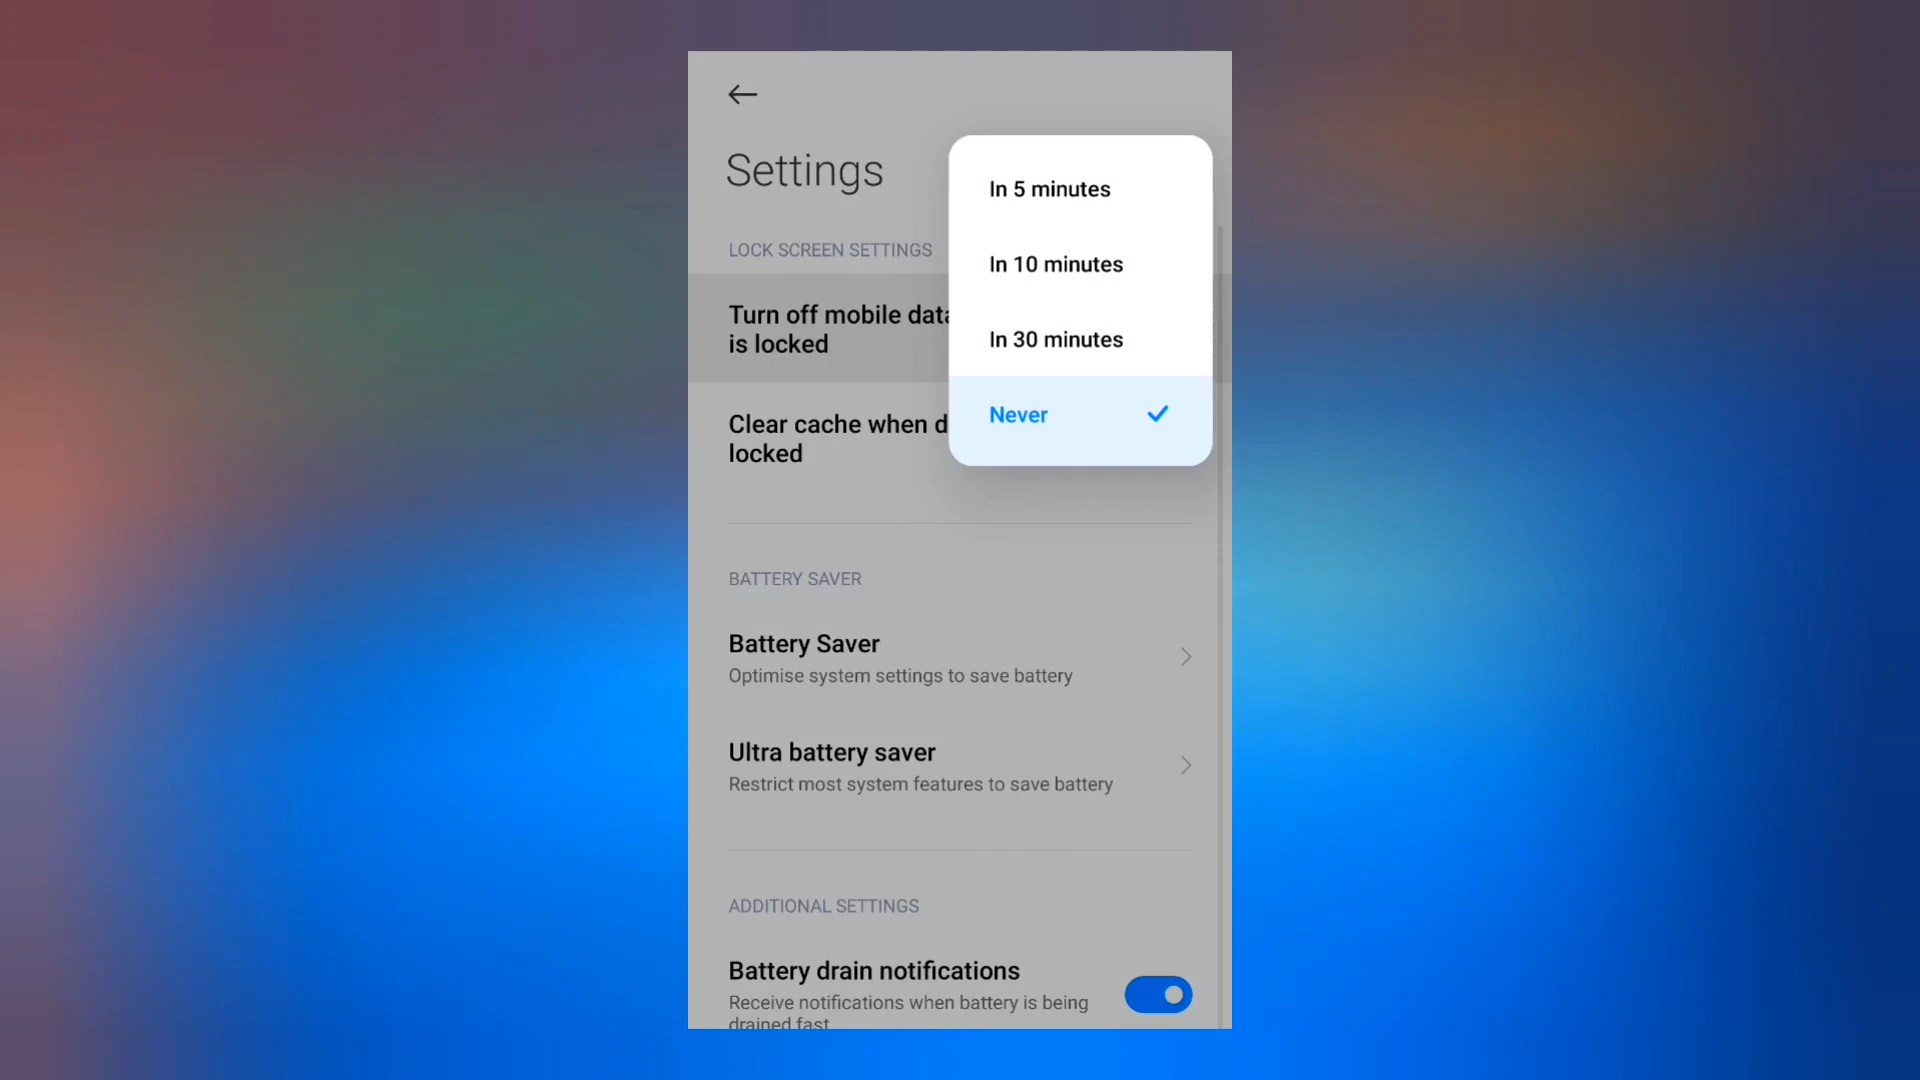 Settings
In 5 minutes
In 10 minutes
In 30 minutes
Never
LOCK SCREEN SETTINGS
Turn off mobile data
is locked
Clear cache when d
locked
BATTERY SAVER
Battery Saver
Optimise system settings to save battery
Ultra battery saver
Restrict most system features to save battery
ADDITIONAL SETTINGS
Battery drain notifications
Receive notifications when battery is being
drained fast